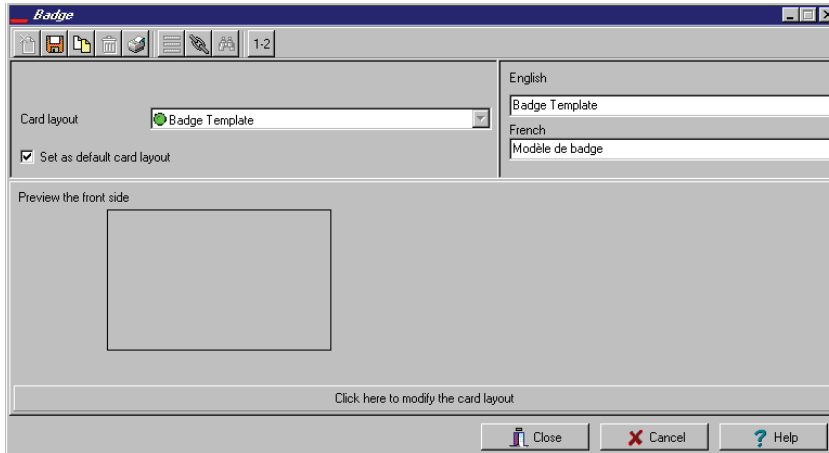 Badge
1-2
English
Badge Template
Card layout
Badge Template
French
Modèle de badge
Set as default card layout
Preview the front side
Click here to modify the card layout
Close
Cancel
? Help